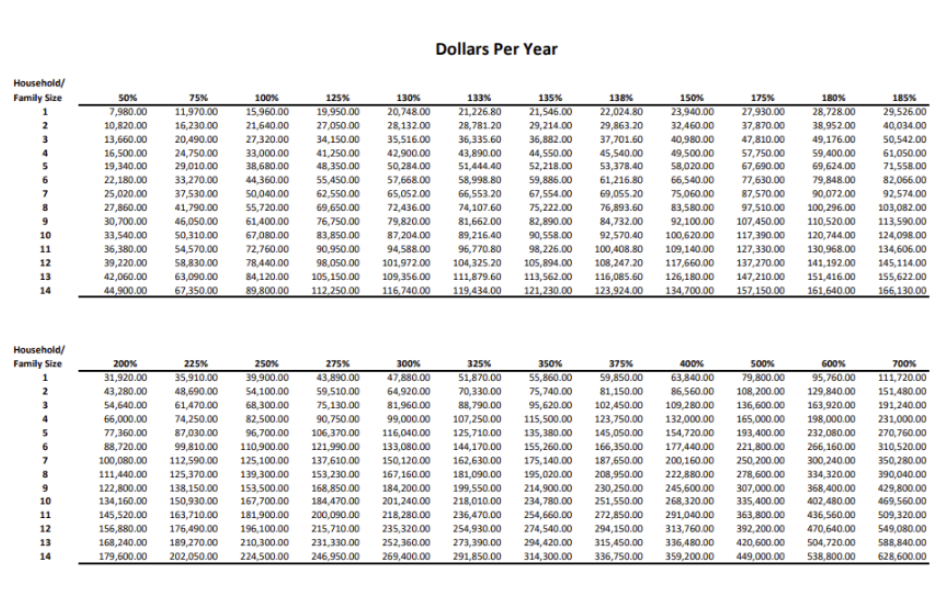 Dollars Per Year
Household/
Family Size 50% 75% 100% 125% 130% 133% 135% 138% 150% 175% 180% 185%
1 7,980.00 11,970.00 15,960.00 19,950.00 20,748.00 21,226.80 21,546.00 22,024.80 23,940.00 27,930.00 28,728.00 29,526.00
2 10,820.00 16,230.00 21,640.00 27,050.00 28,132.00 28,781.20 29,214.00 29,863.20 32,460.00 37,870.00 38,952.00 40,034.00
3 13,660.00 20,490.00 27,320.00 34,150.00 35,516.00 36,335.60 36,882.00 37,701.60 40,980.00 47,810.00 49,176.00 50,542.00
4 16,500.00 24,750.00 33,000.00 41,250.00 42,900.00 43,890.00 44,550.00 45,540.00 49,500.00 57,750.00 59,400.00 61,050.00
5 19,340.00 29,010.00 38,680.00 48,350.00 50,284.00 51,444.40 52,218.00 53,378.40 58,020.00 67,690.00 69,624.00 71,558.00
6 22,180.00 33,270.00 44,360.00 55,450.00 57,668.00 58,998.80 59,886.00 61,216.80 66,540.00 77,630.00 79,848.00 82,066.00
7 25,020.00 37,530.00 50,040.00 62,550.00 65,052.00 66,553.20 67,554.00 69,055.20 75,060.00 87,570.00 90,072.00 92,574.00
8 27,860.00 41,790.00 55,720.00 69,650.00 72,436.00 74,107.60 75,222.00 76,893.60 83,580.00 97,510.00 100,296.00 103,082.00
9 30,700.00 46,050.00 61,400.00 76,750.00 79,820.00 81,662.00 82,890.00 84,732.00 92,100.00 107,450.00 110,520.00 113,590.00
10 33,540.00 50,310.00 67,080.00 83,850.00 87,204.00 89,216.40 90,558.00 92,570.40 100,620.00 117,390.00 120,744.00 124,098.00
11 36,380.00 54,570.00 72,760.00 90,950.00 94,588.00 96,770.80 98,226.00 100,408.80 109,140.00 127,330.00 130,968.00 134,606.00
12 39,220.00 58,830.00 78,440.00 98,050.00 101,972.00 104,325.20 105,894.00 108,247.20 117,660.00 137,270.00 141,192.00 145,114.00
13 42,060.00 63,090.00 84,120.00 105,150.00 109,356.00 111,879.60 113,562.00 116,085.60 126,180.00 147,210.00 151,416.00 155,622.00
14 44,900.00 67,350.00 89,800.00 112,250.00 116,740.00 119,434.00 121,230.00 123,924.00 134,700.00 157,150.00 161,640.00 166,130.00
Household/
Family Size 200% 225% 250% 275% 300% 325% 350% 375% 400% 500% 600% 700%
1 31,920.00 35,910.00 39,900.00 43,890.00 47,880.00 51,870.00 55,860.00 59,850.00 63,840.00 79,800.00 95,760.00 111,720.00
2 43,280.00 48,690.00 54,100.00 59,510.00 64,920.00 70,330.00 75,740.00 81,150.00 86,560.00 108,200.00 129,840.00 151,480.00
3 54,640.00 61,470.00 68,300.00 75,130.00 81,960.00 88,790.00 95,620.00 102,450.00 109,280.00 136,600.00 163,920.00 191,240.00
4 66,000.00 74,250.00 82,500.00 90,750.00 99,000.00 107,250.00 115,500.00 123,750.00 132,000.00 165,000.00 198,000.00 231,000.00
5 77,360.00 87,030.00 96,700.00 106,370.00 116,040.00 125,710.00 135,380.00 145,050.00 154,720.00 193,400.00 232,080.00 270,760.00
6 88,720.00 99,810.00 110,900.00 121,990.00 133,080.00 144,170.00 155,260.00 166,350.00 177,440.00 221,800.00 266,160.00 310,520.00
7 100,080.00 112,590.00 125,100.00 137,610.00 150,120.00 162,630.00 175,140.00 187,650.00 200,160.00 250,200.00 300,240.00 350,280.00
8 111,440.00 125,370.00 139,300.00 153,230.00 167,160.00 181,090.00 195,020.00 208,950.00 222,880.00 278,600.00 334,320.00 390,040.00
9 122,800.00 138,150.00 153,500.00 168,850.00 184,200.00 199,550.00 214,900.00 230,250.00 245,600.00 307,000.00 368,400.00 429,800.00
10 134,160.00 150,930.00 167,700.00 184,470.00 201,240.00 218,010.00 234,780.00 251,550.00 268,320.00 335,400.00 402,480.00 469,560.00
11 145,520.00 163,710.00 181,900.00 200,090.00 218,280.00 236,470.00 254,660.00 272,850.00 291,040.00 363,800.00 436,560.00 509,320.00
12 156,880.00 176,490.00 196,100.00 215,710.00 235,320.00 254,930.00 274,540.00 294,150.00 313,760.00 392,200.00 470,640.00 549,080.00
13 168,240.00 189,270.00 210,300.00 231,330.00 252,360.00 273,390.00 294,420.00 315,450.00 336,480.00 420,600.00 504,720.00 588,840.00
14 179,600.00 202,050.00 224,500.00 246,950.00 269,400.00 291,850.00 314,300.00 336,750.00 359,200.00 449,000.00 538,800.00 628,600.00